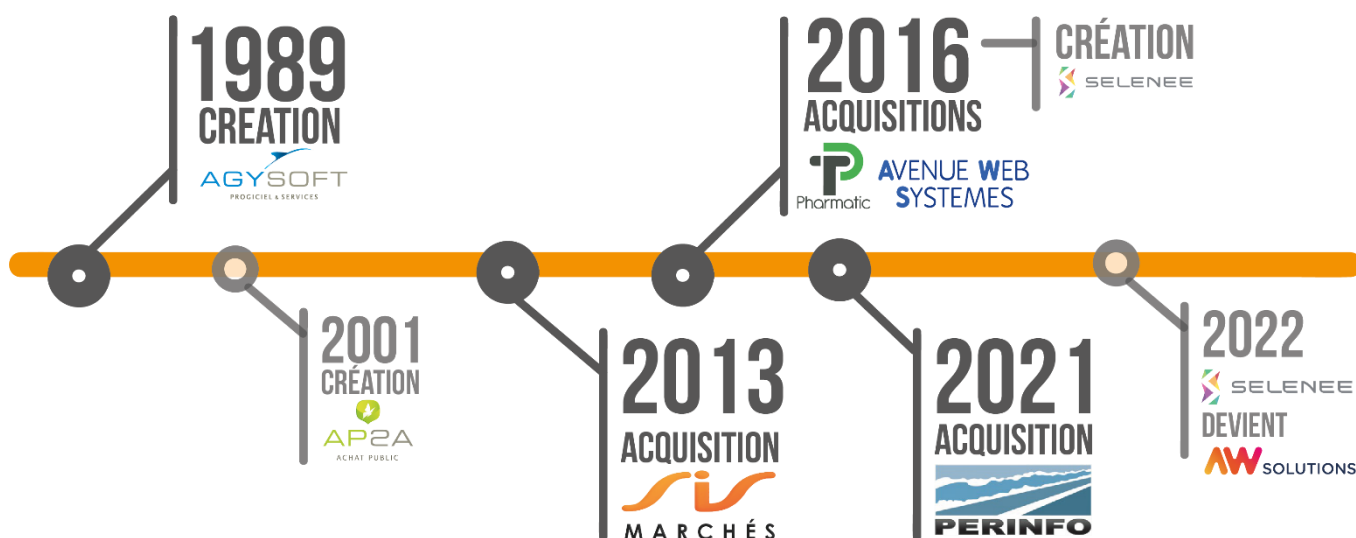 1989
CREATION
AGYSOFT
PROGICIEL & SERVICES
2001
CRÉATION
AP2A
ACHAT PUBLIC
2013
ACQUISITION
SIS
MARCHÉS
2016
ACQUISITIONS
Pharmatic
AVENUE WEB
SYSTEMES
CRÉATION
SELENEE
2021
ACQUISITION
PERINFO
2022
SELENEE
DEVIENT
AW SOLUTIONS